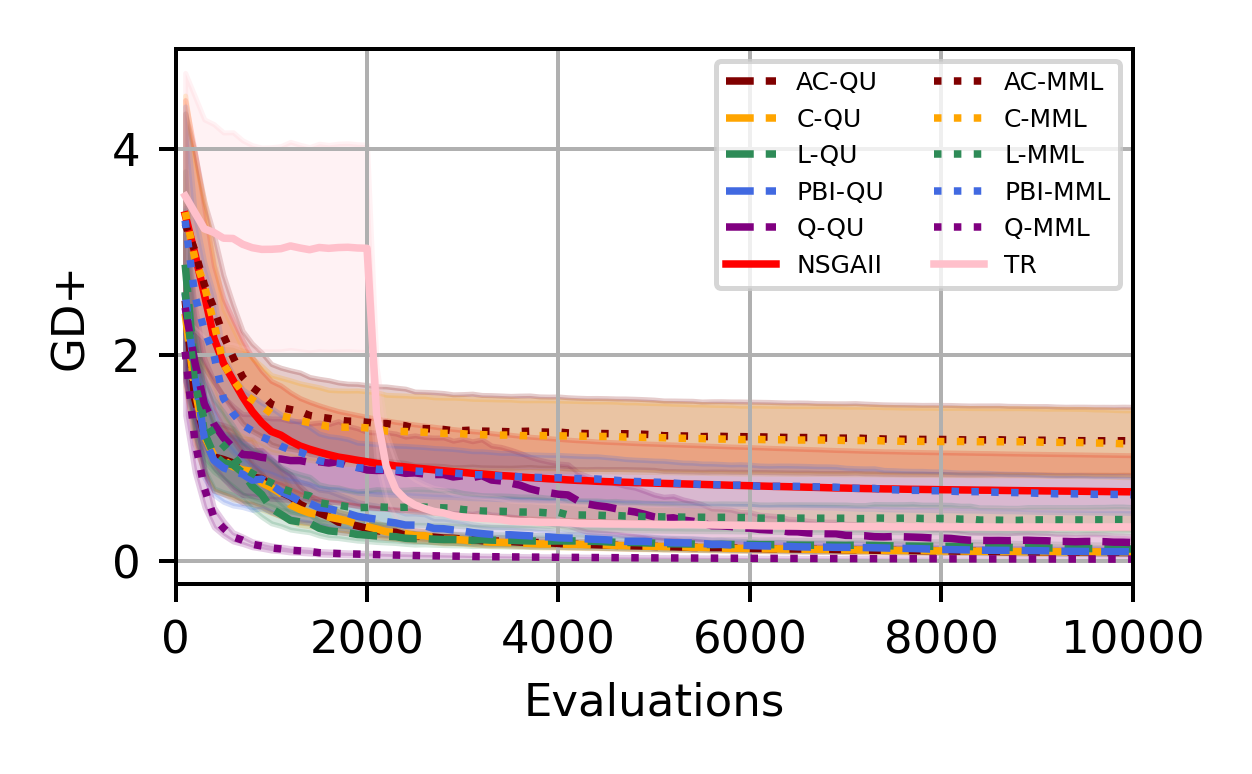 AC-QU
C-QU
L-QU
PBI-QU
Q-QU
NSGAII
AC-MML
C-MML
L-MML
PBI-MML
Q-MML
TR
GD+
4
2
0
0 2000 4000 6000 8000 10000
Evaluations